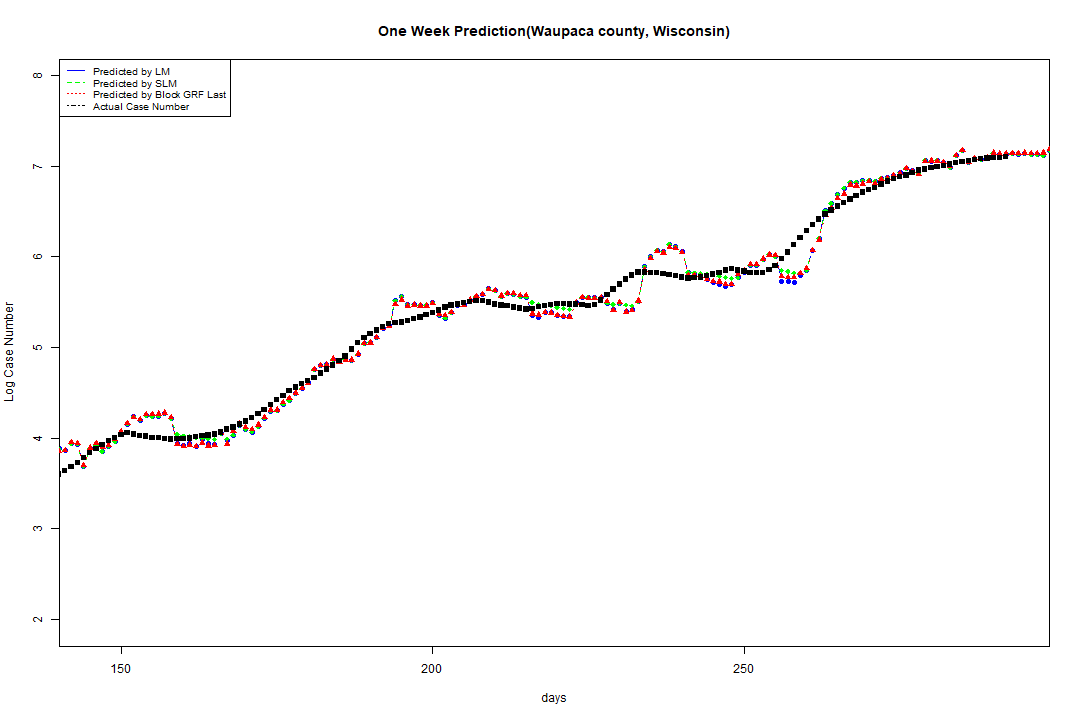 One Week Prediction(Waupaca county, Wisconsin)
Predicted by LM
Predicted by SLM
Predicted by Block GRF Last
Actual Case Number
8
7
6
5
4
3
2
Log Case Number
150 200 250
days